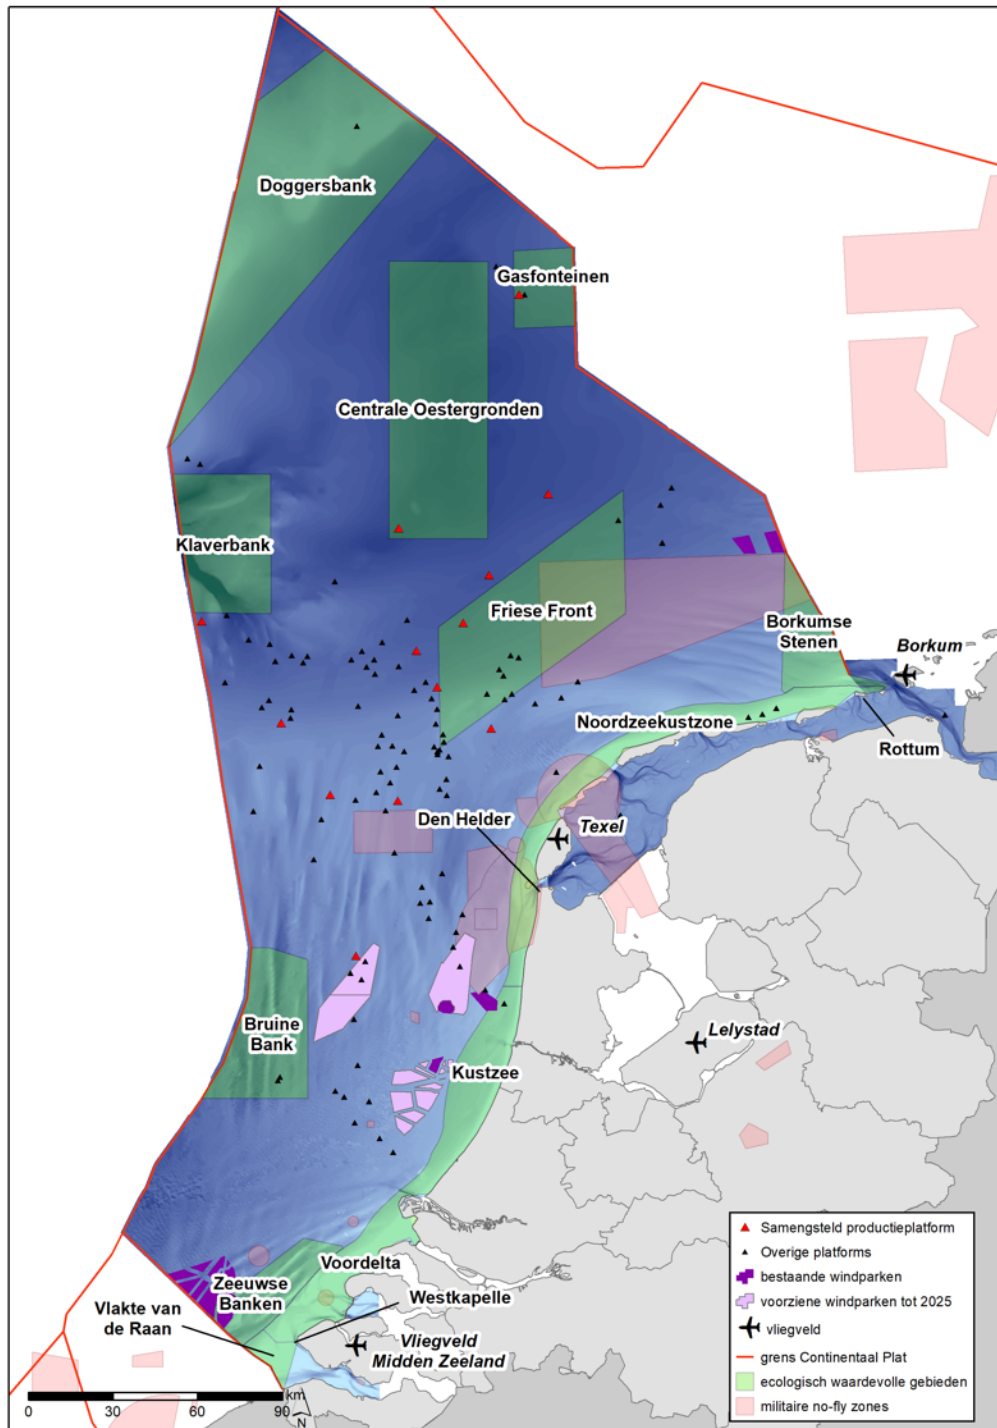 Doggersbank
Gasfonteinen
Centrale Oestergronden
Klaverbank
Friese Front
Borkumse
Stenen
Borkum
Noordzeekustzone
Rottum
Den Helder
Texel
Bruine
Bank
Lelystad
Kustzee
Voordelta
Zeeuwse
Banken
Westkapelle
Vlakte van
de Raan
Vliegveld
Midden Zeeland
km
0 30 60 90
N
Samengsteld productieplatform
Overige platforms
bestaande windparken
voorziene windparken tot 2025
vliegveld
grens Continentaal Plat
ecologisch waardevolle gebieden
militaire no-fly zones